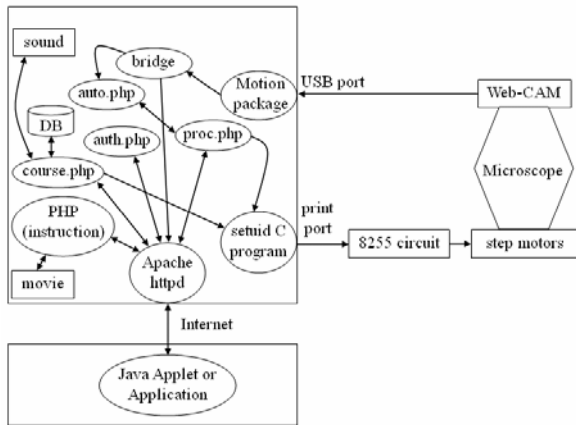 sound
bridge
auto.php
Motion
package
USB port
Web-CAM
DB
auth.php
proc.php
course.php
Microscope
PHP
(instruction)
setuid C
program
print
port
8255 circuit
step motors
movie
Apache
httpd
Internet
Java Applet or
Application